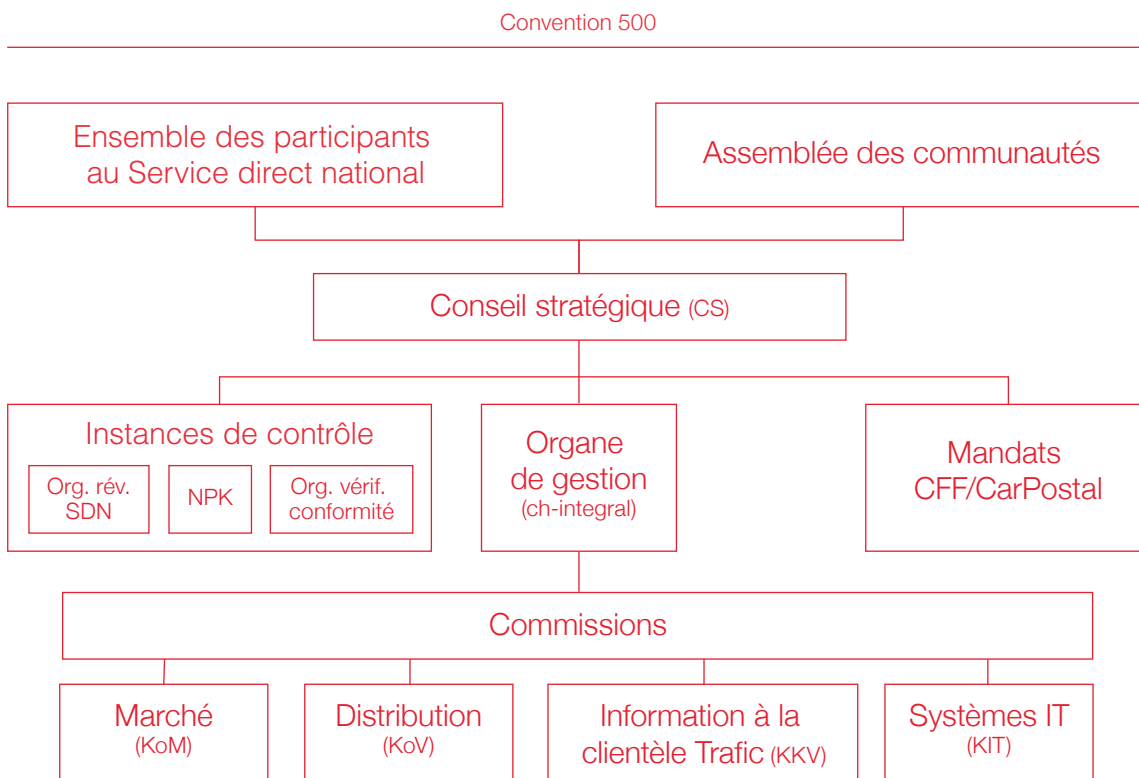 Convention 500
Ensemble des participants
au Service direct national
Assemblée des communautés
Conseil stratégique (CS)
Instances de contrôle
Org. rév.
SDN
NPK
Org. vérif.
conformité
Organe
de gestion
(ch-integral)
Mandats
CFF/CarPostal
Commissions
Marché
(KoM)
Distribution
(KoV)
Information à la
clientèle Trafic (KKV)
Systèmes IT
(KIT)